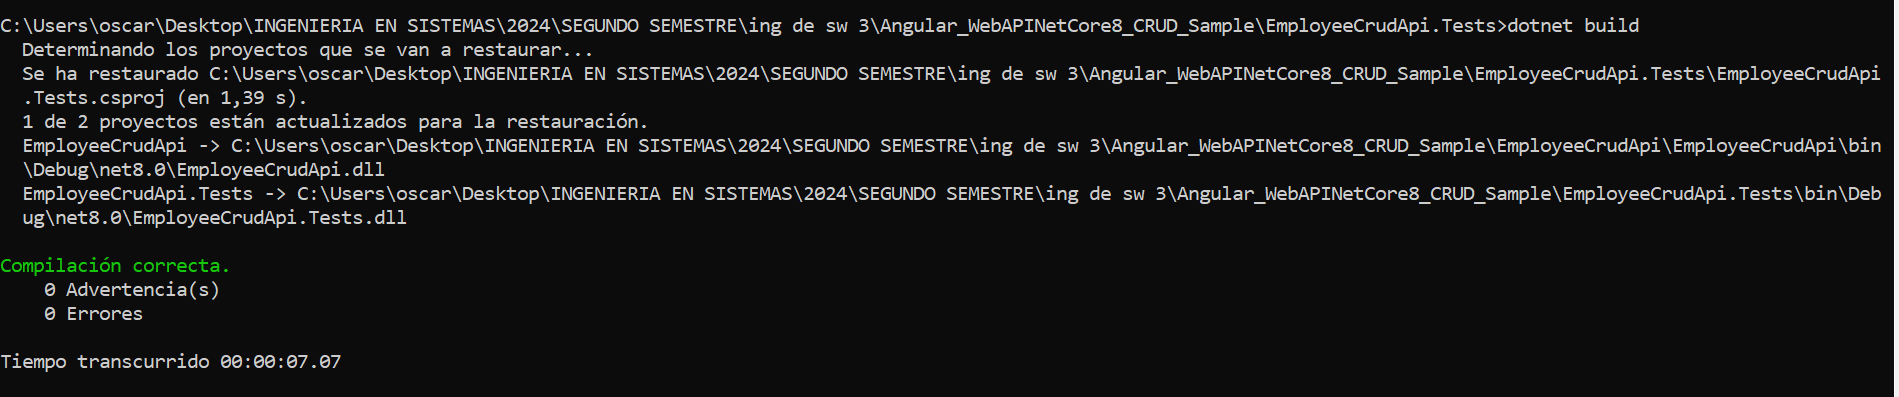 C:\Users\oscar\Desktop\INGENIERIA EN SISTEMAS\2024\SEGUNDO SEMESTRE\ing de sw 3\Angular_WebAPINetCore8_CRUD_Sample\EmployeeCrudApi.Tests>dotnet build
Determinando los proyectos que se van a restaurar...
Se ha restaurado C:\Users\oscar\Desktop\INGENIERIA EN SISTEMAS\2024\SEGUNDO SEMESTRE\ing de sw 3\Angular_WebAPINetCore8_CRUD_Sample\EmployeeCrudApi.Tests\EmployeeCrudApi
.Tests.csproj (en 1,39 s).
1 de 2 proyectos están actualizados para la restauración.
EmployeeCrudApi -> C:\Users\oscar\Desktop\INGENIERIA EN SISTEMAS\2024\SEGUNDO SEMESTRE\ing de sw 3\Angular_WebAPINetCore8_CRUD_Sample\EmployeeCrudApi\EmployeeCrudApi\bin
\Debug\net8.0\EmployeeCrudApi.dll
EmployeeCrudApi.Tests -> C:\Users\oscar\Desktop\INGENIERIA EN SISTEMAS\2024\SEGUNDO SEMESTRE\ing de sw 3\Angular_WebAPINetCore8_CRUD_Sample\EmployeeCrudApi.Tests\bin\Deb
ug\net8.0\EmployeeCrudApi.Tests.dll
Compilación correcta.
0 Advertencia(s)
0 Errores
Tiempo transcurrido 00:00:07.07